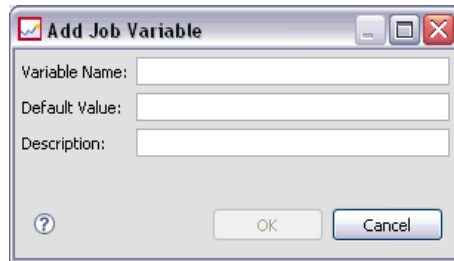 Add Job Variable
Variable Name:
Default Value:
Description:
?
OK Cancel